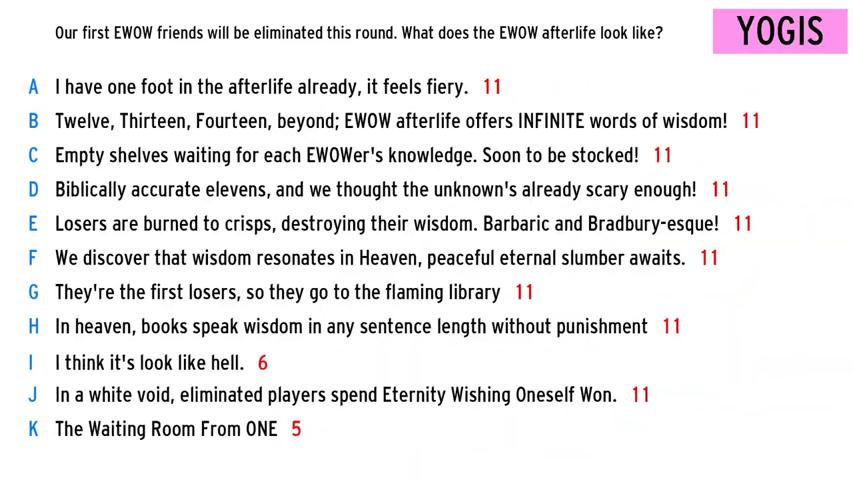 Our first EWOW friends will be eliminated this round. What does the EWOW afterlife look like?
YOGIS
A I have one foot in the afterlife already, it feels fiery. 11
B Twelve, Thirteen, Fourteen, beyond; EWOW afterlife offers INFINITE words of wisdom! 11
C Empty shelves waiting for each EWOWer's knowledge. Soon to be stocked! 11
D Biblically accurate elevens, and we thought the unknown's already scary enough! 11
E Losers are burned to crisps, destroying their wisdom. Barbaric and Bradbury-esque! 11
F We discover that wisdom resonates in Heaven, peaceful eternal slumber awaits. 11
G They're the first losers, so they go to the flaming library 11
H In heaven, books speak wisdom in any sentence length without punishment 11
I I think it's look like hell. 6
J In a white void, eliminated players spend Eternity Wishing Oneself Won. 11
K The Waiting Room From ONE 5